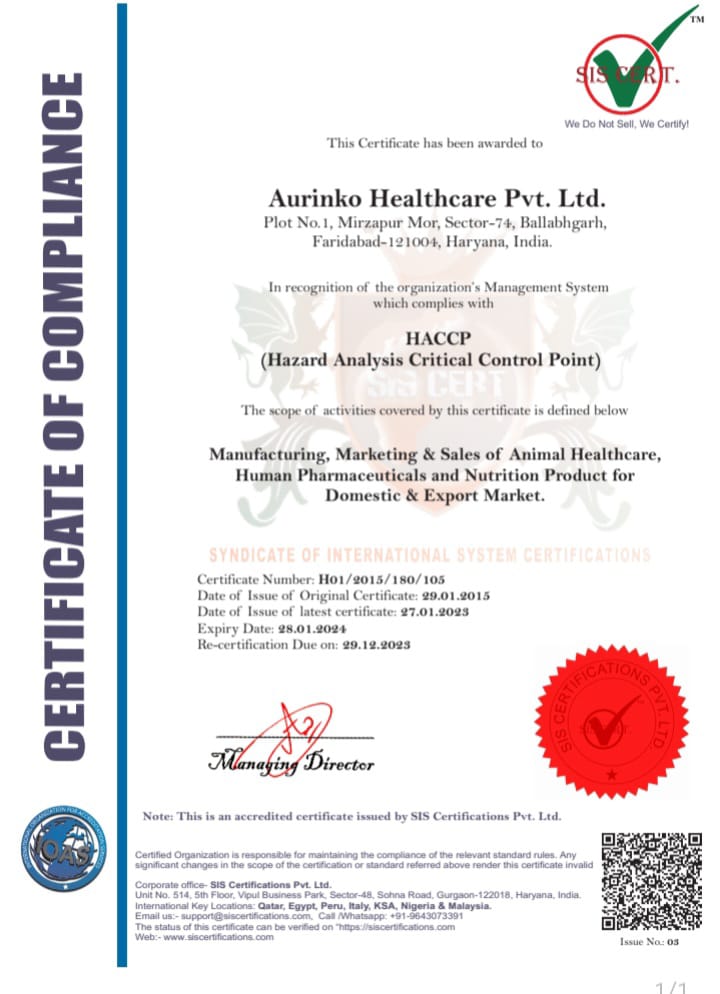 CERTIFICATE OF COMPLIANCE
TM
SIS CERT.
We Do Not Sell, We Certify!
This Certificate has been awarded to
Aurinko Healthcare Pvt. Ltd.
Plot No.1, Mirzapur Mor, Sector-74, Ballabhgarh,
Faridabad-121004, Haryana, India.
In recognition of the organization's Management System
which complies with
HACCP
(Hazard Analysis Critical Control Point)
SIS CERT
The scope of activities covered by this certificate is defined below
Manufacturing, Marketing & Sales of Animal Healthcare,
Human Pharmaceuticals and Nutrition Product for
Domestic & Export Market.
SYNDICATE OF INTERNATIONAL SYSTEM CERTIFICATIONS
Certificate Number: H01/2015/180/105
Date of Issue of Original Certificate: 29.01.2015
Date of Issue of latest certificate: 27.01.2023
Expiry Date: 28.01.2024
Re-certification Due on: 29.12.2023
Managing Director
SIS CERTIFICATIONS PVT. LTD
Note: This is an accredited certificate issued by SIS Certifications Pvt. Ltd.
IOAS
Certified Organization is responsible for maintaining the compliance of the relevant standard rules. Any
significant changes in the scope of the certification or standard referred above render this certificate invalid
Corporate office- SIS Certifications Pvt. Ltd.
Unit No. 514, 5th Floor, Vipul Business Park, Sector-48, Sohna Road, Gurgaon-122018, Haryana, India.
International Key Locations: Qatar, Egypt, Peru, Italy, KSA, Nigeria & Malaysia.
Email us:- support@siscertifications.com, Call /Whatsapp: +91-9643073391
The status of this certificate can be verified on "https://siscertifications.com
Web:- www.siscertifications.com
Issue No.: 03
1/1